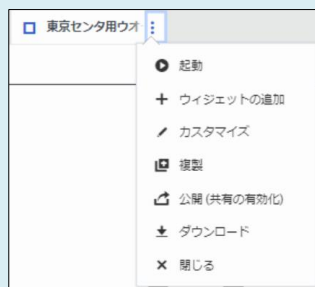 東京センタ用ウオ
起動
ウィジェットの追加
カスタマイズ
複製
公開 (共有の有効化)
ダウンロード
閉じる